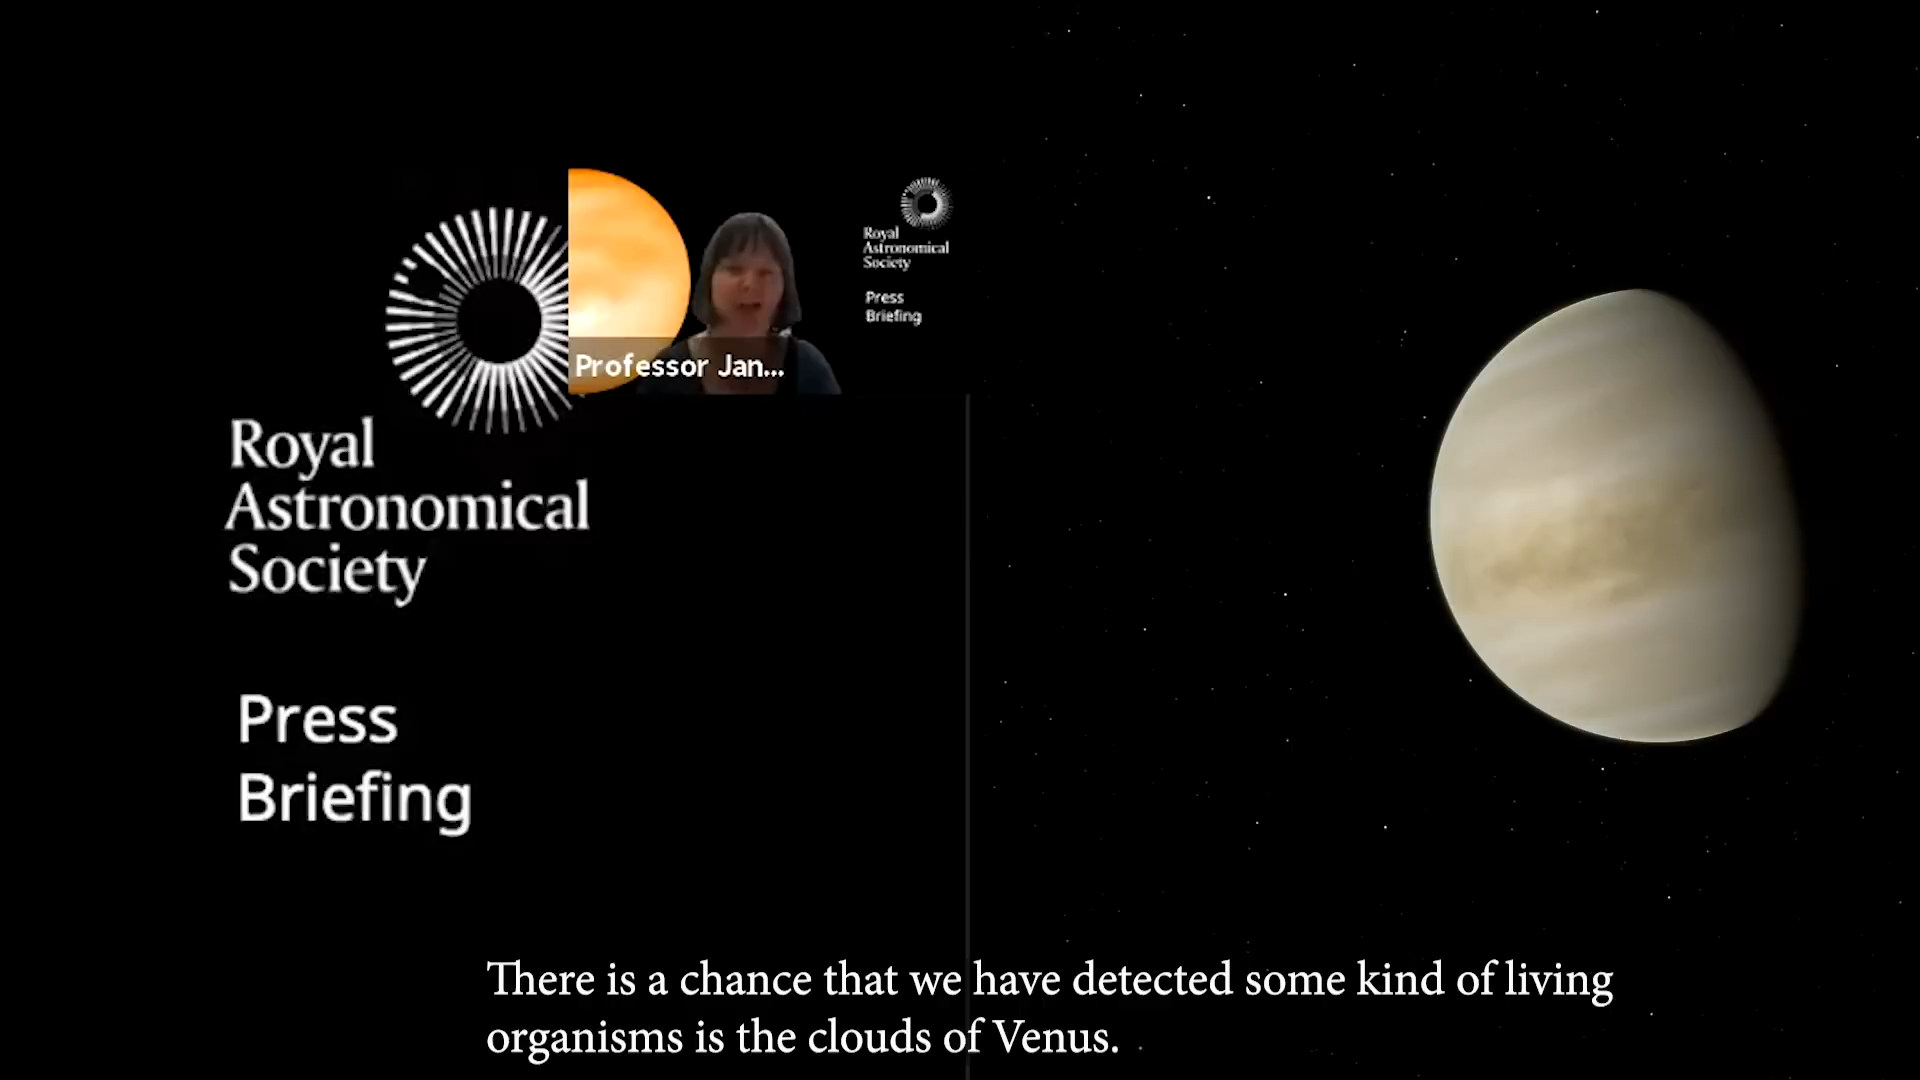 Royal
Astronomical
Society
Press
Briefing
Professor Jan...
Royal
Astronomical
Society
Press
Briefing
There is a chance that we have detected some kind of living
organisms is the clouds of Venus.